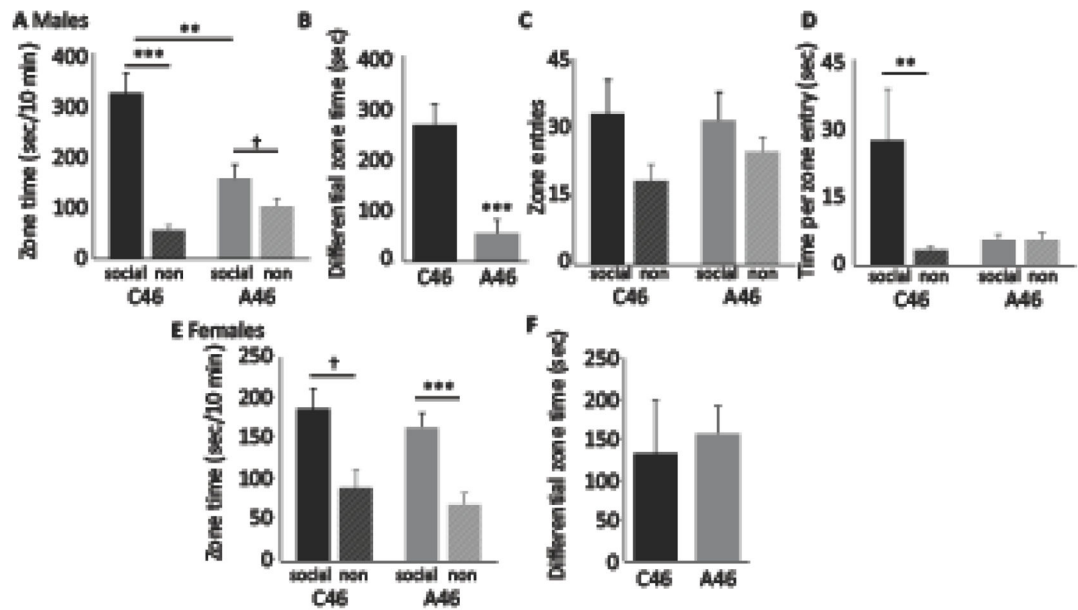 A Males
Zone time (sec/10 min)
400
300
200
100
0
**
***
†
social non social non
C46 A46
B
Differential zone time (sec)
400
300
200
100
0
***
C46 A46
C
Zone entries
45
30
15
0
social non social non
C46 A46
D
Time per zone entry (sec)
45
30
15
0
**
social non social non
C46 A46
E Females
Zone time (sec/10 min)
250
200
150
100
50
0
†
***
social non social non
C46 A46
F
Differential zone time (sec)
250
200
150
100
50
0
C46 A46